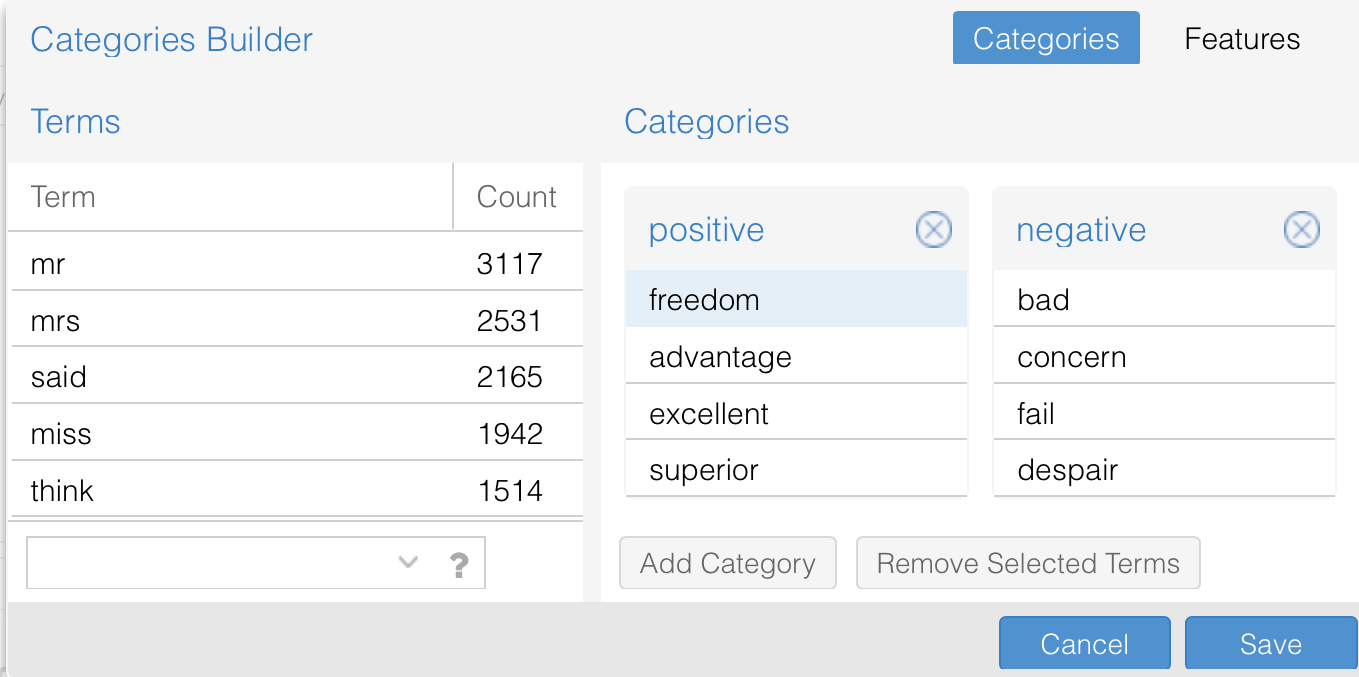 Categories Builder
Categories
Features
Terms
Term Count
mr 3117
mrs 2531
said 2165
miss 1942
think 1514
?
Categories
positive
freedom
advantage
excellent
superior
negative
bad
concern
fail
despair
Add Category
Remove Selected Terms
Cancel
Save